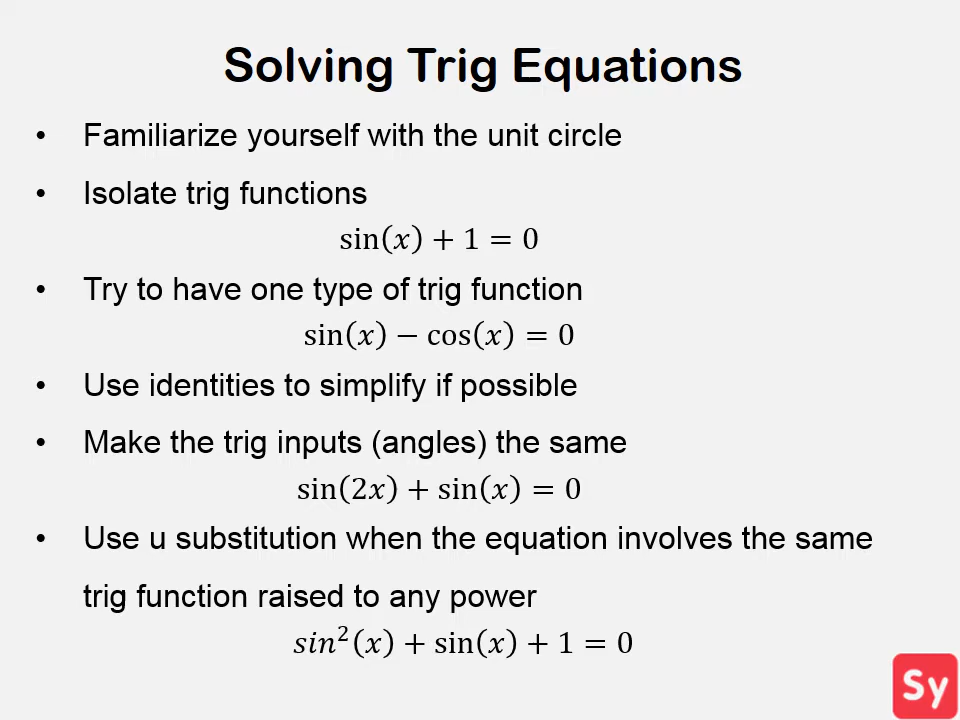 Solving Trig Equations
• Familiarize yourself with the unit circle
• Isolate trig functions
sin(x) + 1 = 0
• Try to have one type of trig function
sin(x) − cos(x) = 0
• Use identities to simplify if possible
• Make the trig inputs (angles) the same
sin(2x) + sin(x) = 0
• Use u substitution when the equation involves the same
trig function raised to any power
sin²(x) + sin(x) + 1 = 0
Sy